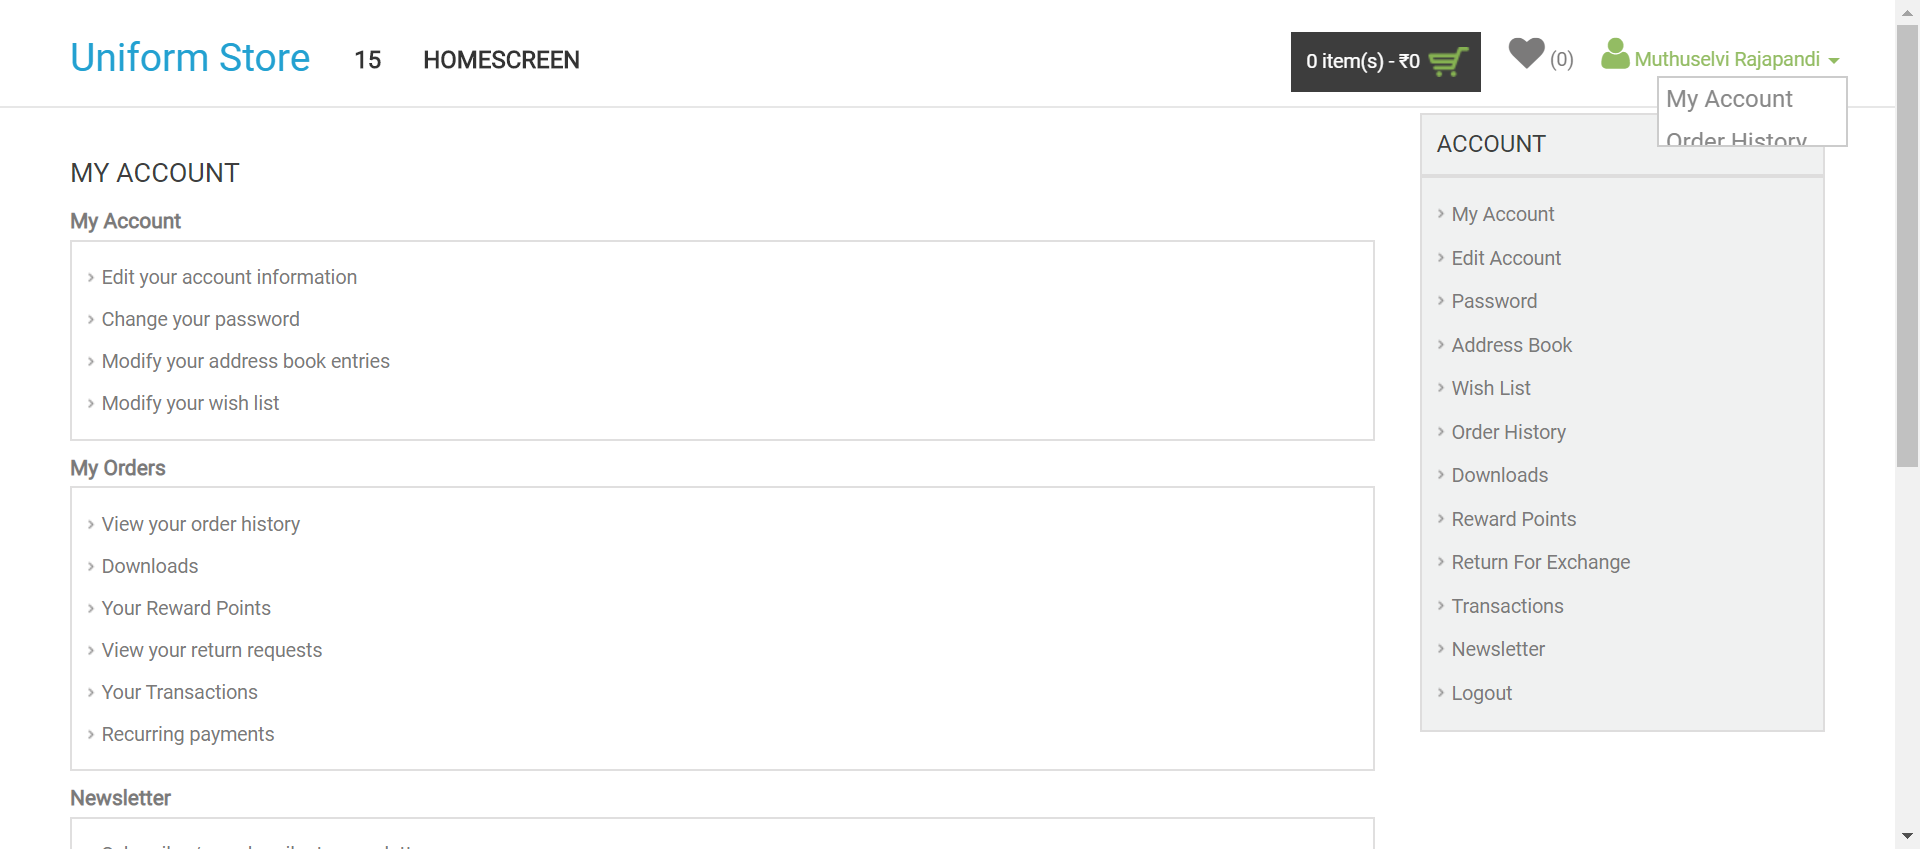 Uniform Store 15 HOMESCREEN 0 item(s) - ₹0 (0) Muthuselvi Rajapandi
My Account
Order History
MY ACCOUNT
My Account
Edit your account information
Change your password
Modify your address book entries
Modify your wish list
My Orders
View your order history
Downloads
Your Reward Points
View your return requests
Your Transactions
Recurring payments
Newsletter
ACCOUNT
My Account
Edit Account
Password
Address Book
Wish List
Order History
Downloads
Reward Points
Return For Exchange
Transactions
Newsletter
Logout